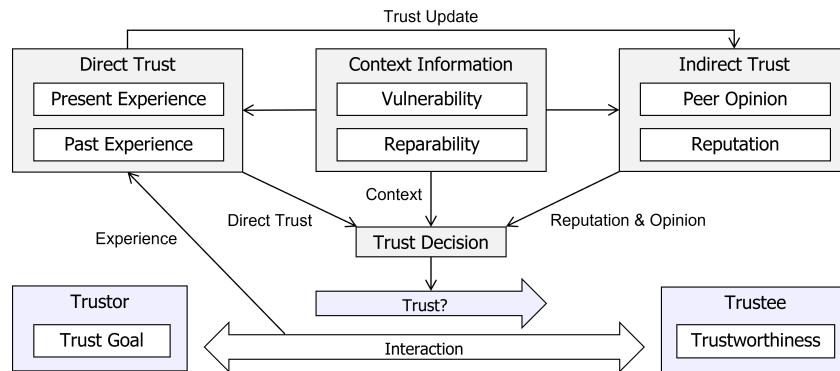 Trust Update
Direct Trust
Present Experience
Past Experience
Context Information
Vulnerability
Reparability
Indirect Trust
Peer Opinion
Reputation
Context
Direct Trust
Reputation & Opinion
Experience
Trust Decision
Trust?
Trustor
Trust Goal
Interaction
Trustee
Trustworthiness